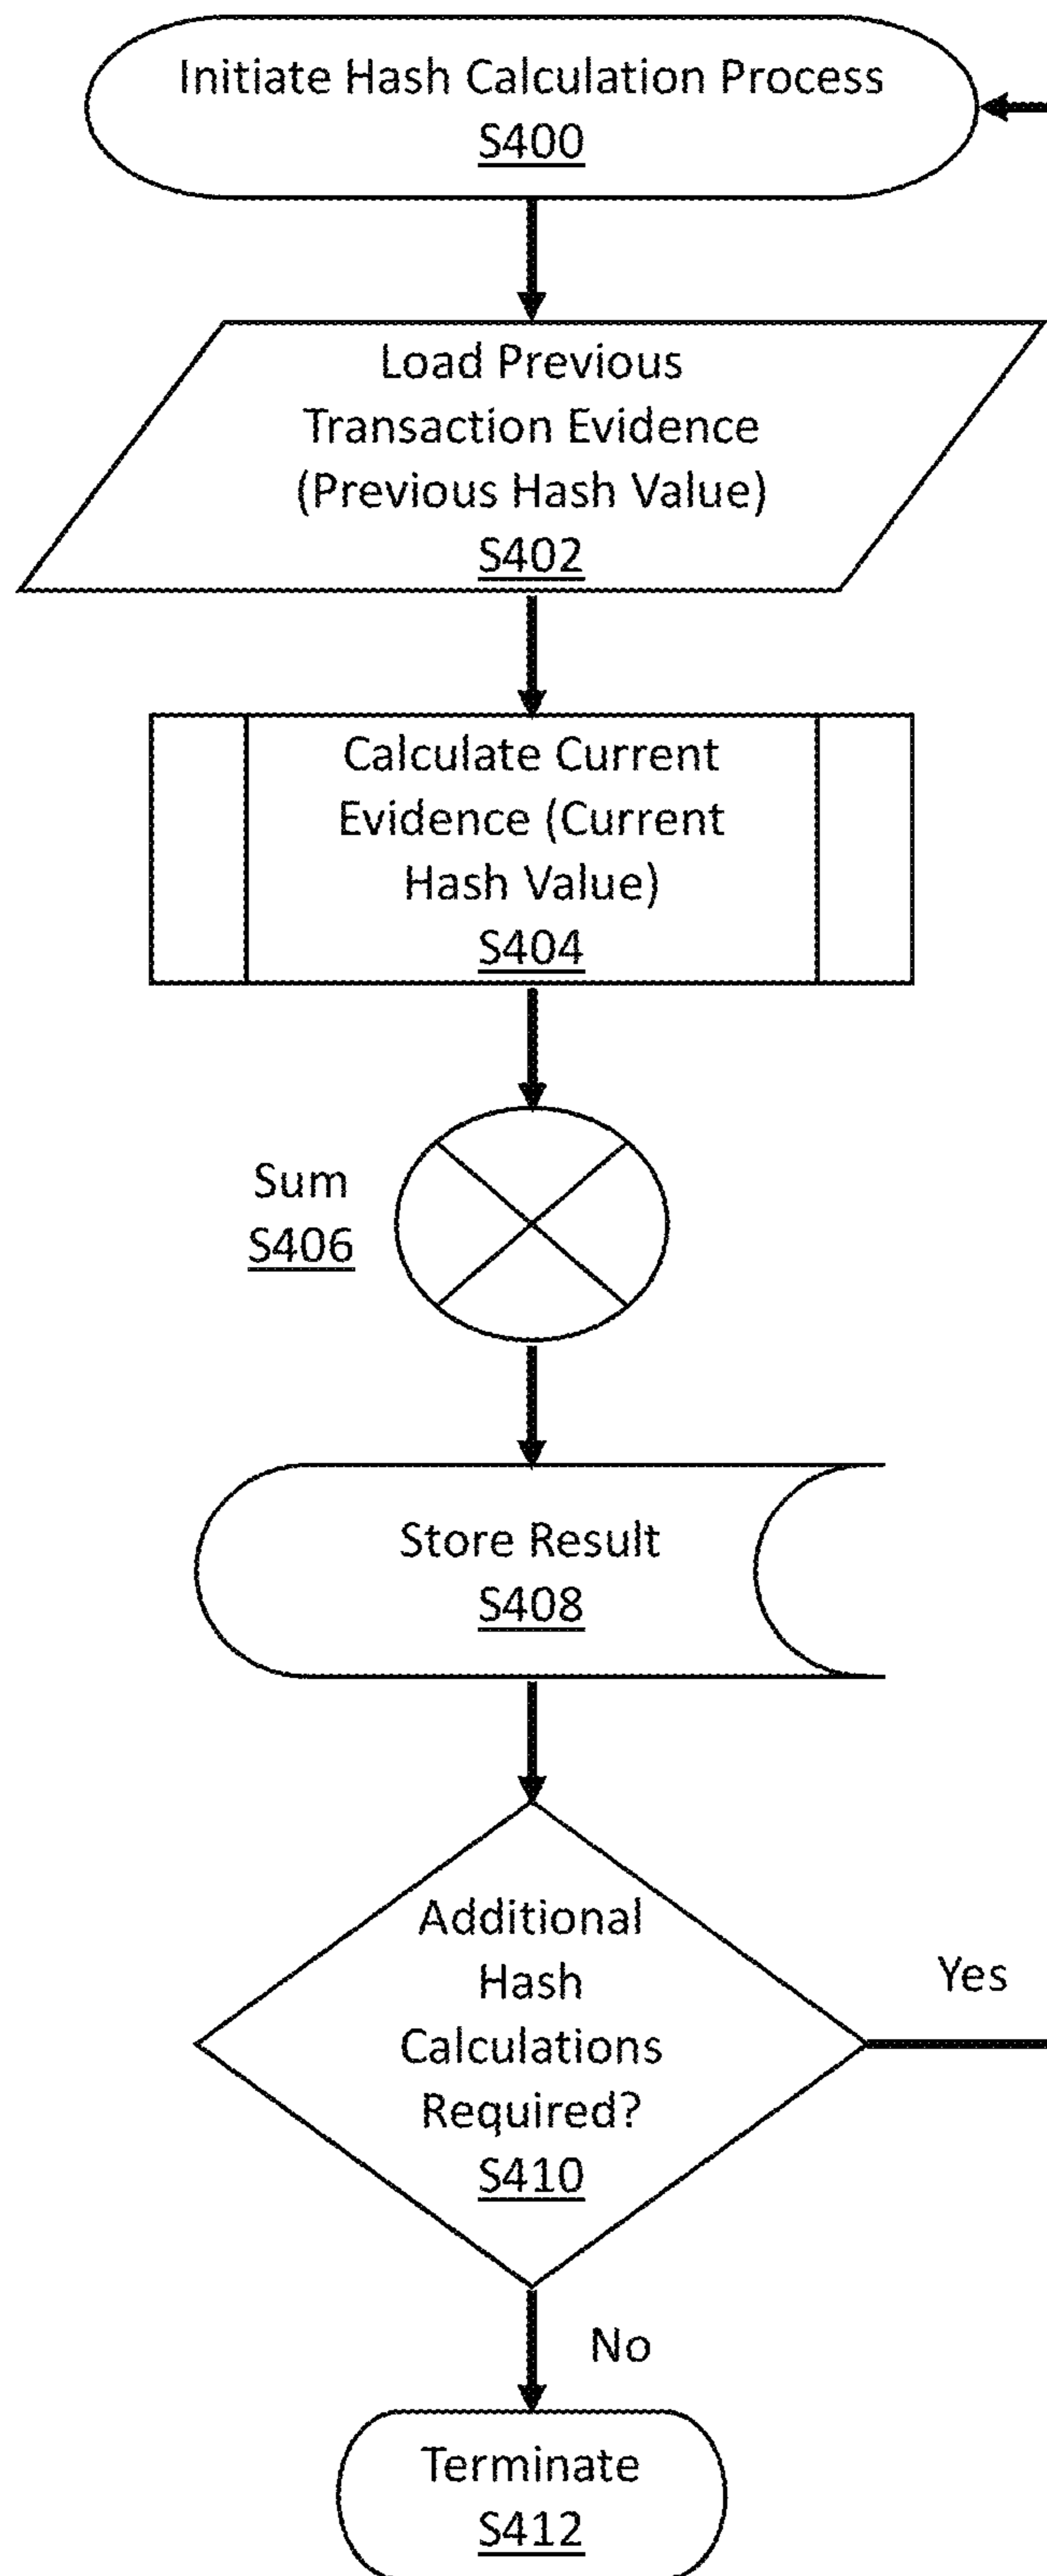 Initiate Hash Calculation Process
S400
Load Previous
Transaction Evidence
(Previous Hash Value)
S402
Calculate Current
Evidence (Current
Hash Value)
S404
Sum
S406
Store Result
S408
Additional
Hash
Calculations
Required?
S410
Yes
No
Terminate
S412